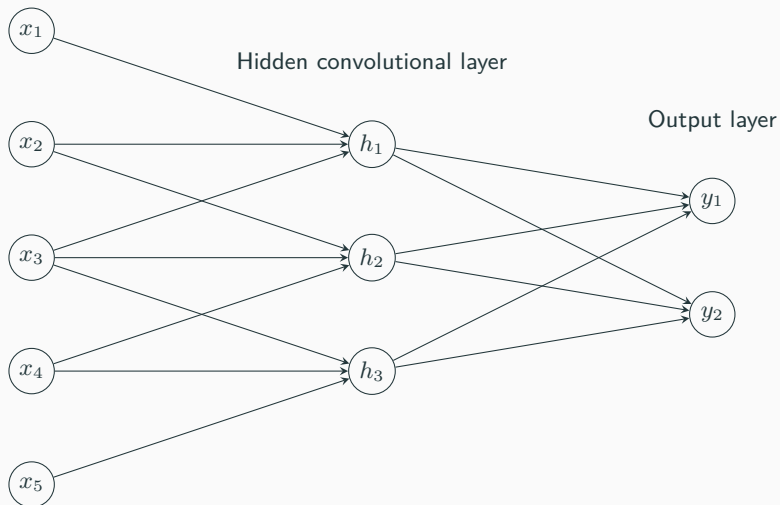 x₁
Hidden convolutional layer
Output layer
x₂
h₁
y₁
x₃
h₂
y₂
x₄
h₃
x₅